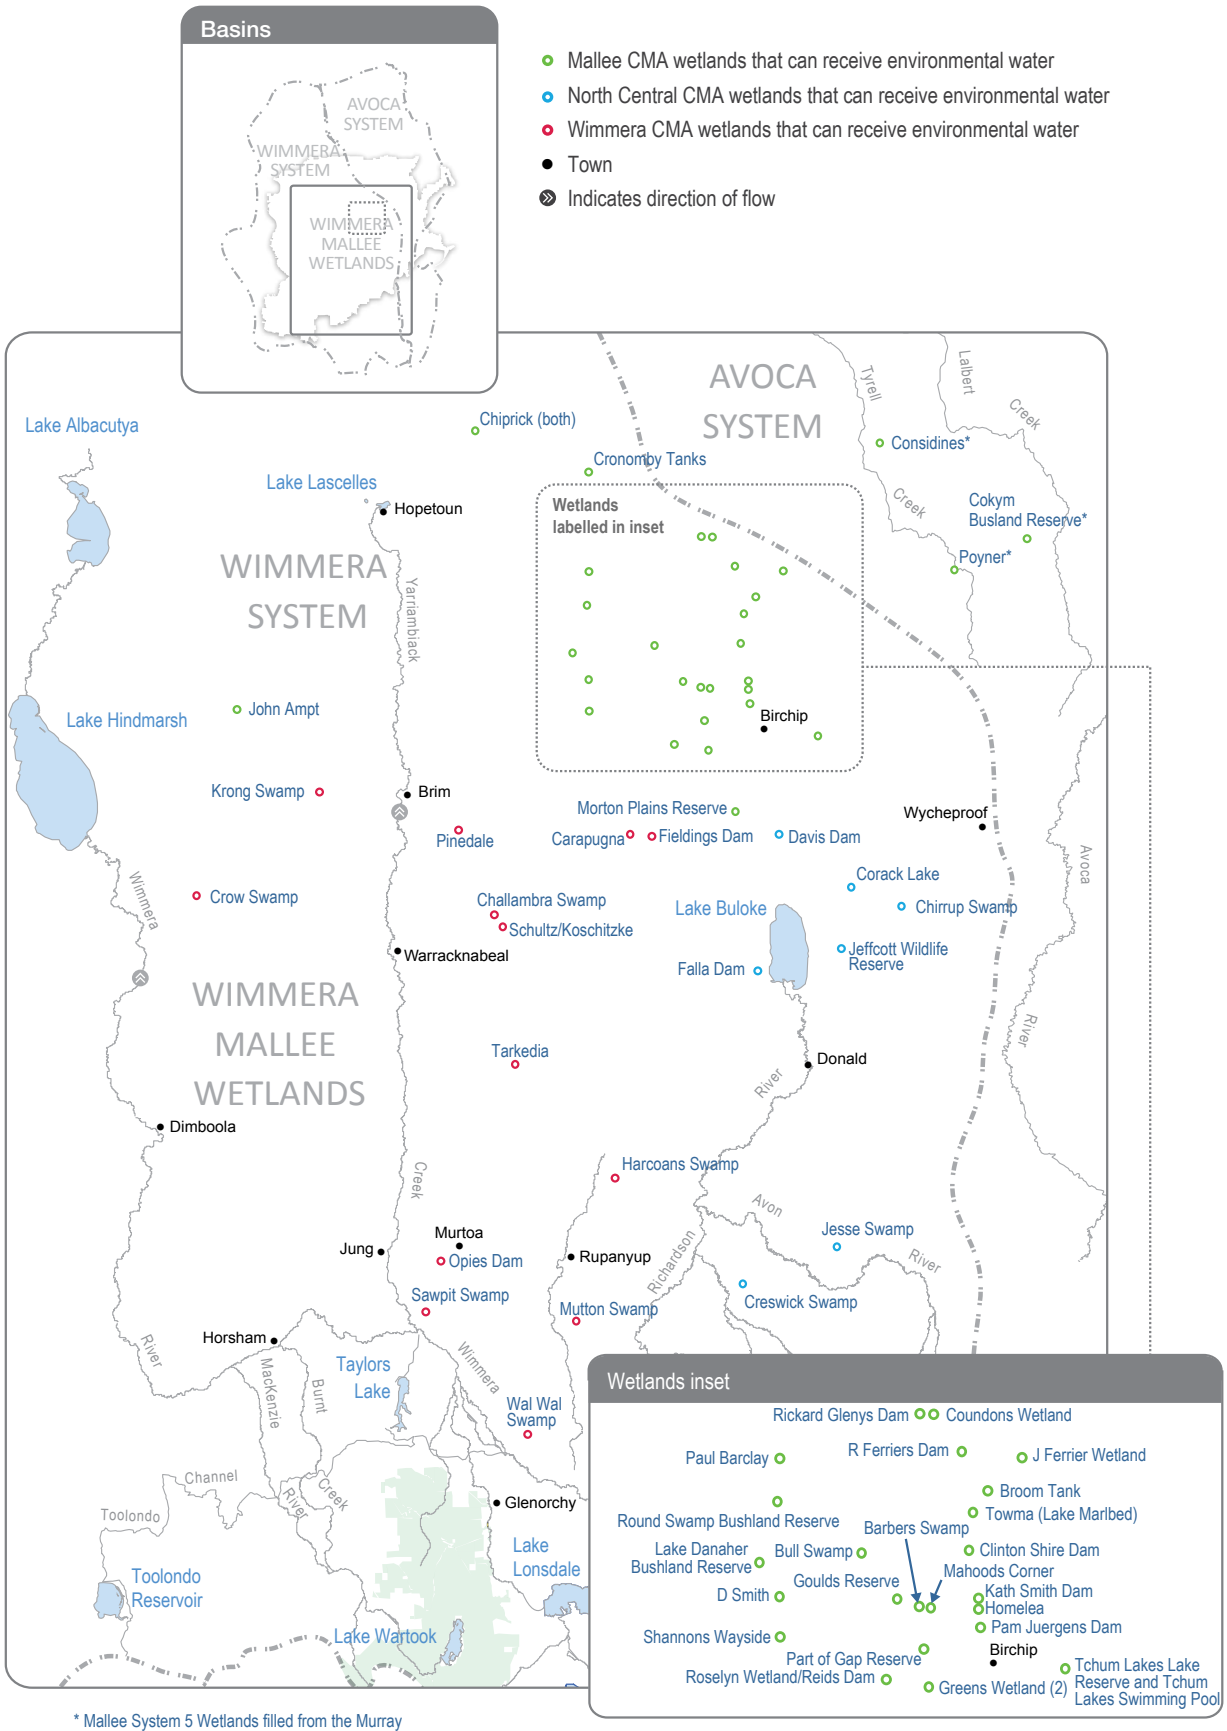 Basins
AVOCA
SYSTEM
WIMMERA
SYSTEM
WIMMERA
MALLEE
WETLANDS
Mallee CMA wetlands that can receive environmental water
North Central CMA wetlands that can receive environmental water
Wimmera CMA wetlands that can receive environmental water
Town
Indicates direction of flow
AVOCA
SYSTEM
Tyrell
Creek
Lalbert
Creek
Lake Albacutya
Chiprick (both)
Considines*
Cronomby Tanks
Lake Lascelles
Hopetoun
Wetlands
labelled in inset
Cokym
Busland Reserve*
Poyner*
WIMMERA
SYSTEM
Yarriambiack
Lake Hindmarsh
John Ampt
Birchip
Krong Swamp
Brim
Morton Plains Reserve
Wycheproof
Pinedale
Carapugna
Fieldings Dam
Davis Dam
Avoca
Wimmera
Crow Swamp
Challambra Swamp
Schultz/Koschitzke
Lake Buloke
Corack Lake
Chirrup Swamp
Warracknabeal
Jeffcott Wildlife
Reserve
Falla Dam
WIMMERA
MALLEE
WETLANDS
River
Tarkedia
Donald
River
Dimboola
Creek
Harcoans Swamp
Avon
Jesse Swamp
River
Murtoa
Jung
Opies Dam
Rupanyup
Richardson
Sawpit Swamp
Mutton Swamp
Creswick Swamp
Horsham
River
MacKenzie
Burnt
Taylors
Lake
Wimmera
Wal Wal
Swamp
Channel
Toolondo
Creek
River
Glenorchy
Toolondo
Reservoir
Lake
Lonsdale
Lake Wartook
Wetlands inset
Rickard Glenys Dam
Coundons Wetland
Paul Barclay
R Ferriers Dam
J Ferrier Wetland
Broom Tank
Round Swamp Bushland Reserve
Barbers Swamp
Towma (Lake Marlbed)
Lake Danaher
Bushland Reserve
Bull Swamp
Clinton Shire Dam
Goulds Reserve
Mahoods Corner
D Smith
Kath Smith Dam
Homelea
Pam Juergens Dam
Shannons Wayside
Part of Gap Reserve
Birchip
Roselyn Wetland/Reids Dam
Greens Wetland (2)
Tchum Lakes Lake
Reserve and Tchum
Lakes Swimming Pool
* Mallee System 5 Wetlands filled from the Murray